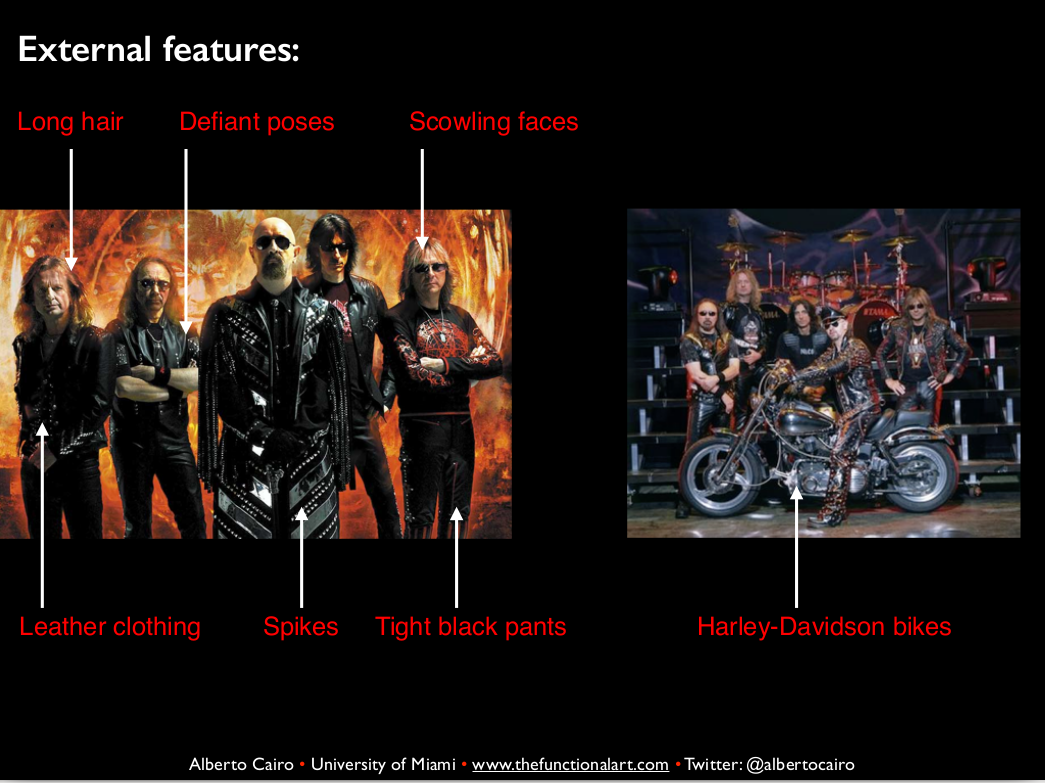 External features:
Long hair
Defiant poses
Scowling faces
TAMA
Leather clothing
Spikes
Tight black pants
Harley-Davidson bikes
Alberto Cairo • University of Miami • www.thefunctionalart.com • Twitter: @albertocairo